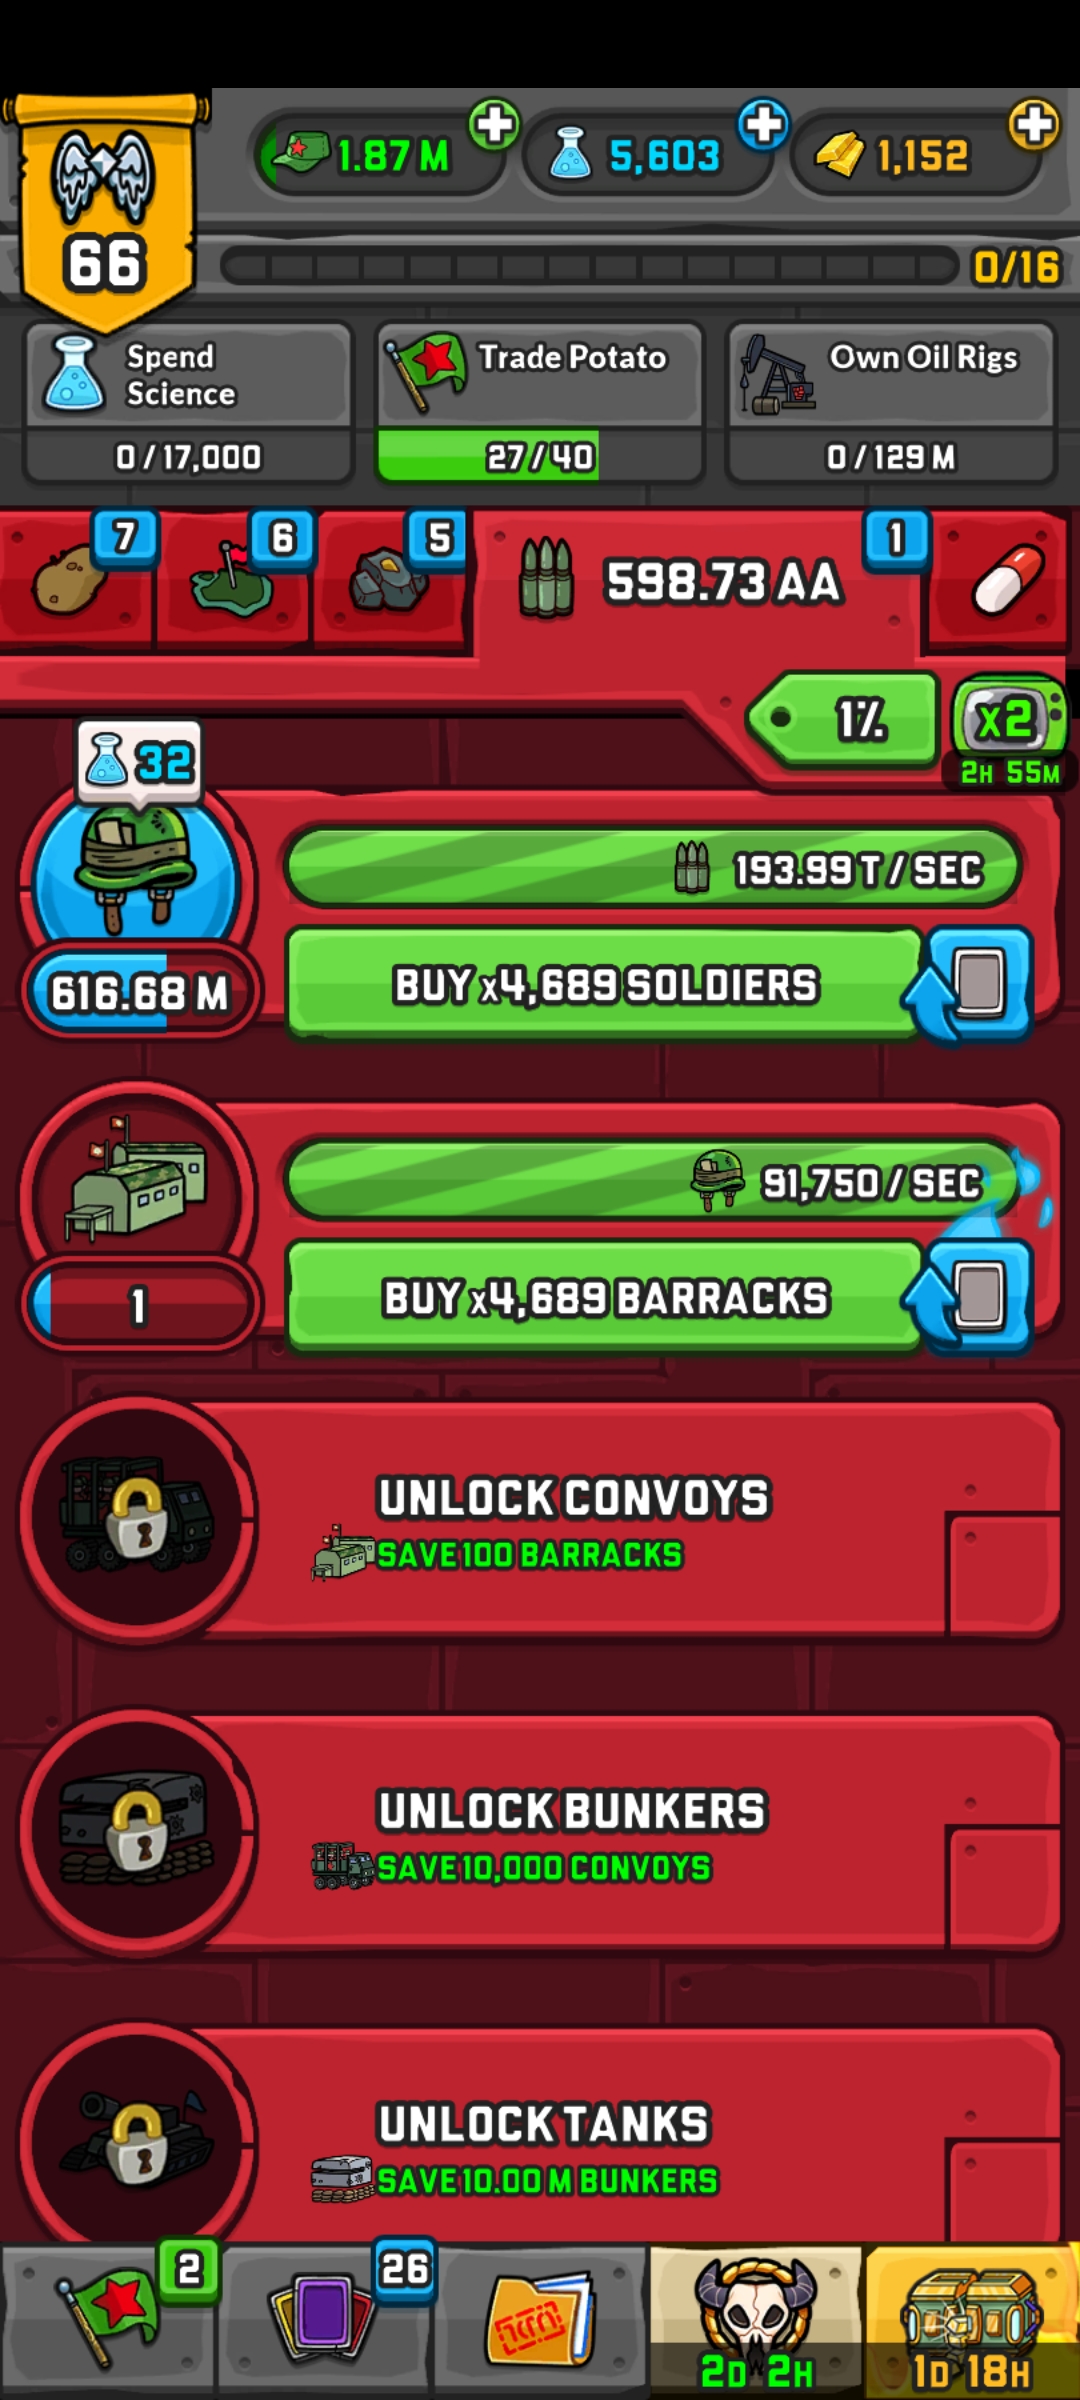 1.87 M
5,603
1,152
66
0/16
Spend
Science
0 / 17,000
Trade Potato
27 / 40
Own Oil Rigs
0 / 129 M
7
6
5
598.73 AA
1
1%
x2
2H 55M
32
193.99 T / SEC
616.68 M
BUY x4,689 SOLDIERS
91,750 / SEC
1
BUY x4,689 BARRACKS
UNLOCK CONVOYS
SAVE 100 BARRACKS
UNLOCK BUNKERS
SAVE 10,000 CONVOYS
UNLOCK TANKS
SAVE 10.00 M BUNKERS
2
26
2D 2H
1D 18H